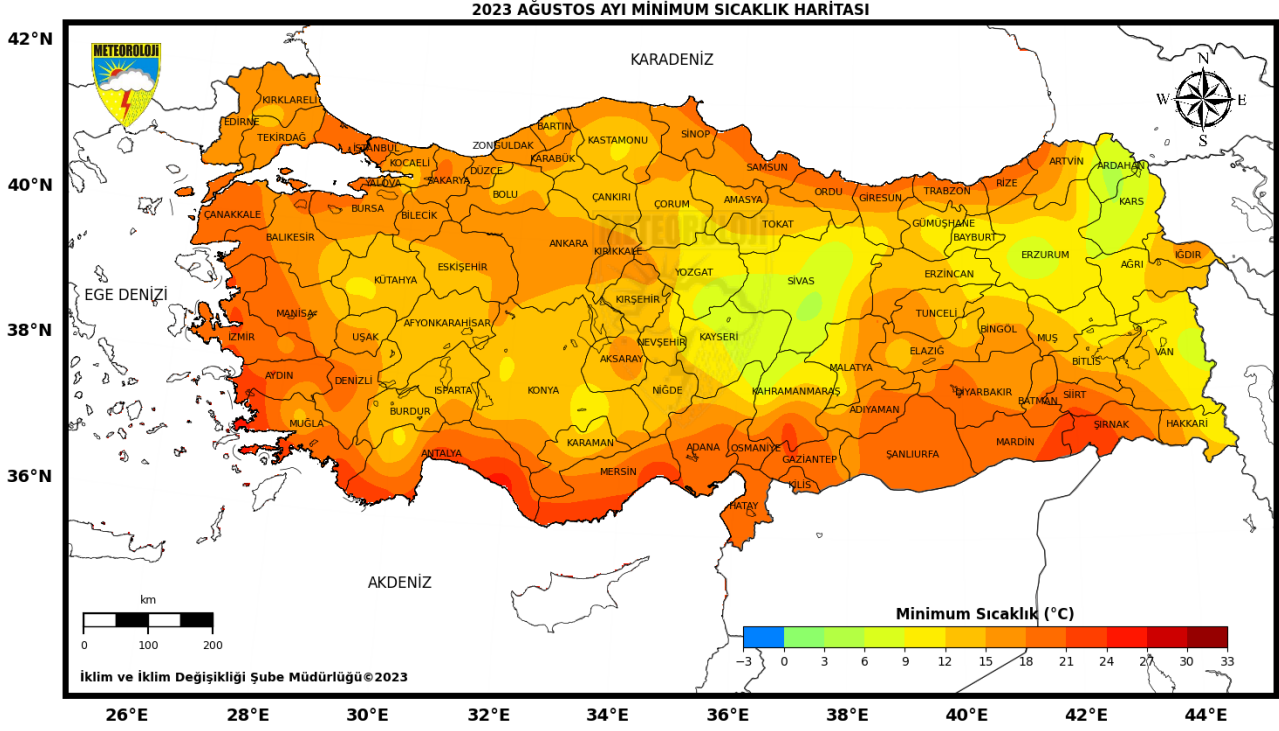 2023 AĞUSTOS AYI MİNİMUM SICAKLIK HARİTASI
42°N
40°N
38°N
36°N
METEOROLOJİ
KARADENİZ
N
W
E
S
KIRKLARELİ
EDİRNE
TEKİRDAĞ
İSTANBUL
KOCAELİ
YALOVA
SAKARYA
DÜZCE
ZONGULDAK
BARTIN
KARABÜK
KASTAMONU
SİNOP
SAMSUN
ORDU
GİRESUN
TRABZON
RİZE
ARTVİN
ARDAHAN
KARS
ÇANAKKALE
BURSA
BİLECİK
BOLU
ÇANKIRI
ÇORUM
AMASYA
TOKAT
GÜMÜŞHANE
BAYBURT
BALIKESİR
ESKİŞEHİR
ANKARA
KIRIKKALE
METEOROLOJİ
ERZURUM
AĞRI
IĞDIR
EGE DENİZİ
KÜTAHYA
YOZGAT
SİVAS
ERZİNCAN
KIRŞEHİR
TUNCELİ
MANİSA
AFYONKARAHİSAR
BİNGÖL
MUŞ
İZMİR
UŞAK
NEVŞEHİR
KAYSERİ
ELAZIĞ
BİTLİS
VAN
AKSARAY
MALATYA
AYDIN
DENİZLİ
ISPARTA
KONYA
NİĞDE
KAHRAMANMARAŞ
DİYARBAKIR
BATMAN
SİİRT
BURDUR
ADIYAMAN
MUĞLA
ŞIRNAK
HAKKARİ
ANTALYA
KARAMAN
ADANA
OSMANİYE
GAZİANTEP
ŞANLIURFA
MARDİN
MERSİN
KİLİS
HATAY
AKDENİZ
km
0
100
200
Minimum Sıcaklık (°C)
−3
0
3
6
9
12
15
18
21
24
27
30
33
İklim ve İklim Değişikliği Şube Müdürlüğü©2023
26°E
28°E
30°E
32°E
34°E
36°E
38°E
40°E
42°E
44°E